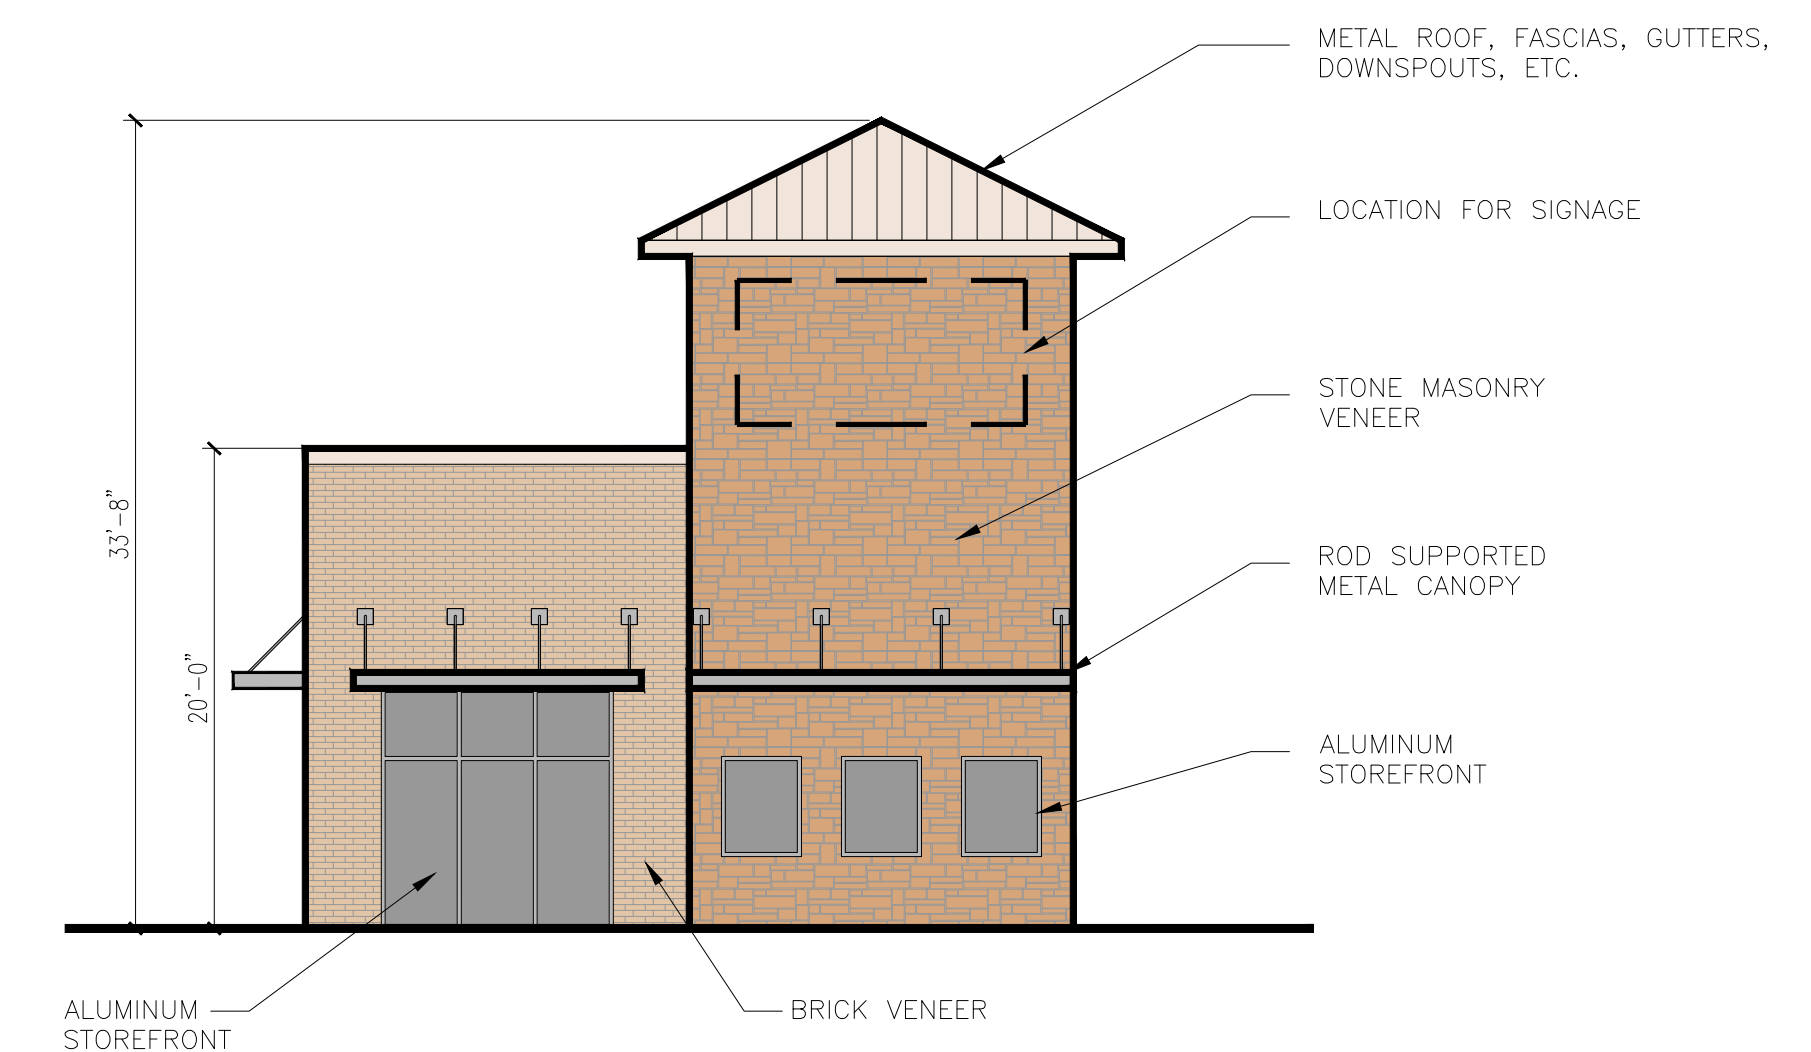 METAL ROOF, FASCIAS, GUTTERS,
DOWNSPOUTS, ETC.
LOCATION FOR SIGNAGE
STONE MASONRY
VENEER
ROD SUPPORTED
METAL CANOPY
ALUMINUM
STOREFRONT
33'-8"
20'-0"
ALUMINUM
STOREFRONT
BRICK VENEER